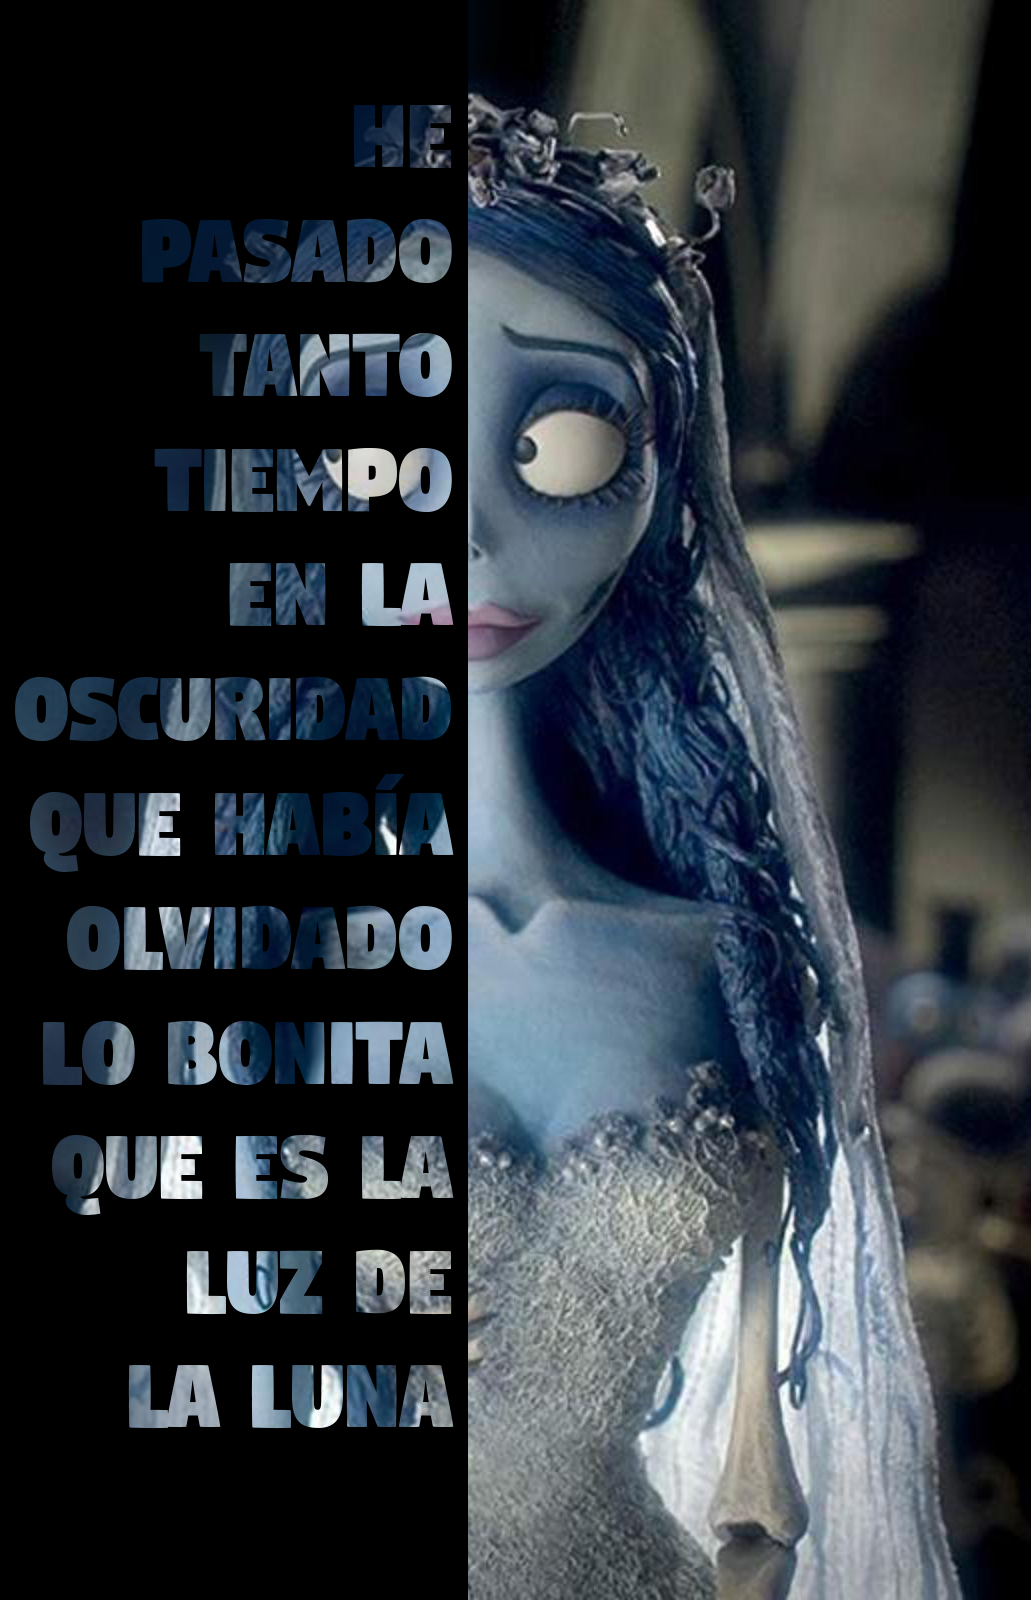 HE
PASADO
TANTO
TIEMPO
EN LA
OSCURIDAD
QUE HABÍA
OLVIDADO
LO BONITA
QUE ES LA
LUZ DE
LA LUNA